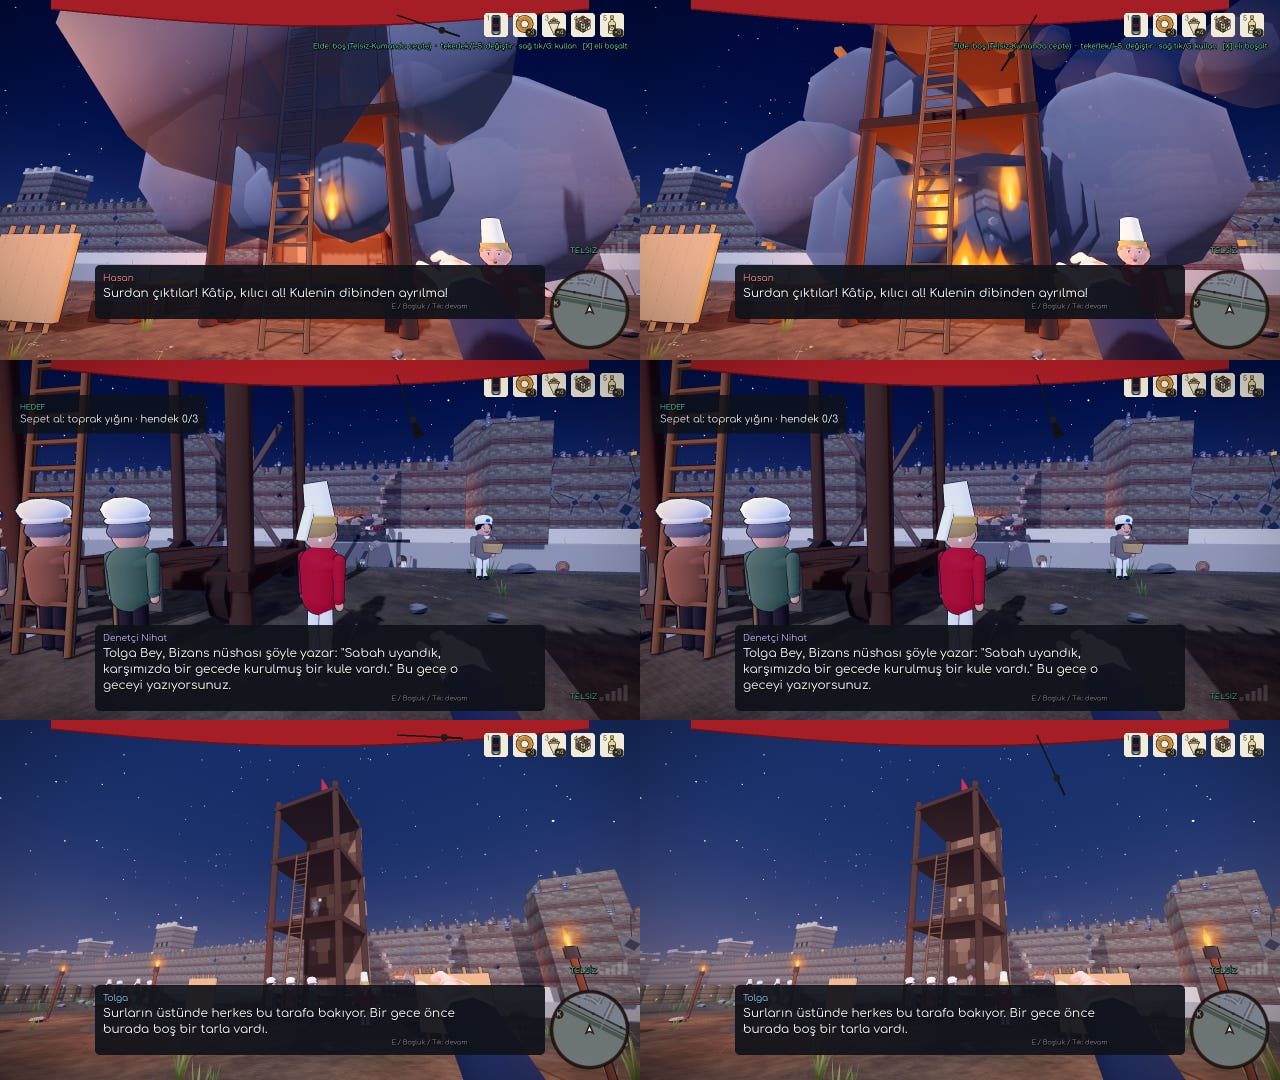 Elde: boş (Telsiz-Kumanda cepte) · tekerlek/1-5: değiştir · sağ tık/G: kullan · [X] eli boşalt
TELSİZ
Hasan
Surdan çıktılar! Kâtip, kılıcı al! Kulenin dibinden ayrılma!
E / Boşluk / Tık: devam
Elde: boş (Telsiz-Kumanda cepte) · tekerlek/1-5: değiştir · sağ tık/G: kullan · [X] eli boşalt
TELSİZ
Hasan
Surdan çıktılar! Kâtip, kılıcı al! Kulenin dibinden ayrılma!
E / Boşluk / Tık: devam
HEDEF
Sepet al: toprak yığını · hendek 0/3
Denetçi Nihat
Tolga Bey, Bizans nüshası şöyle yazar: "Sabah uyandık,
karşımızda bir gecede kurulmuş bir kule vardı." Bu gece o
geceyi yazıyorsunuz.
E / Boşluk / Tık: devam
TELSİZ
HEDEF
Sepet al: toprak yığını · hendek 0/3
Denetçi Nihat
Tolga Bey, Bizans nüshası şöyle yazar: "Sabah uyandık,
karşımızda bir gecede kurulmuş bir kule vardı." Bu gece o
geceyi yazıyorsunuz.
E / Boşluk / Tık: devam
TELSİZ
TELSİZ
Tolga
Surların üstünde herkes bu tarafa bakıyor. Bir gece önce
burada boş bir tarla vardı.
E / Boşluk / Tık: devam
TELSİZ
Tolga
Surların üstünde herkes bu tarafa bakıyor. Bir gece önce
burada boş bir tarla vardı.
E / Boşluk / Tık: devam